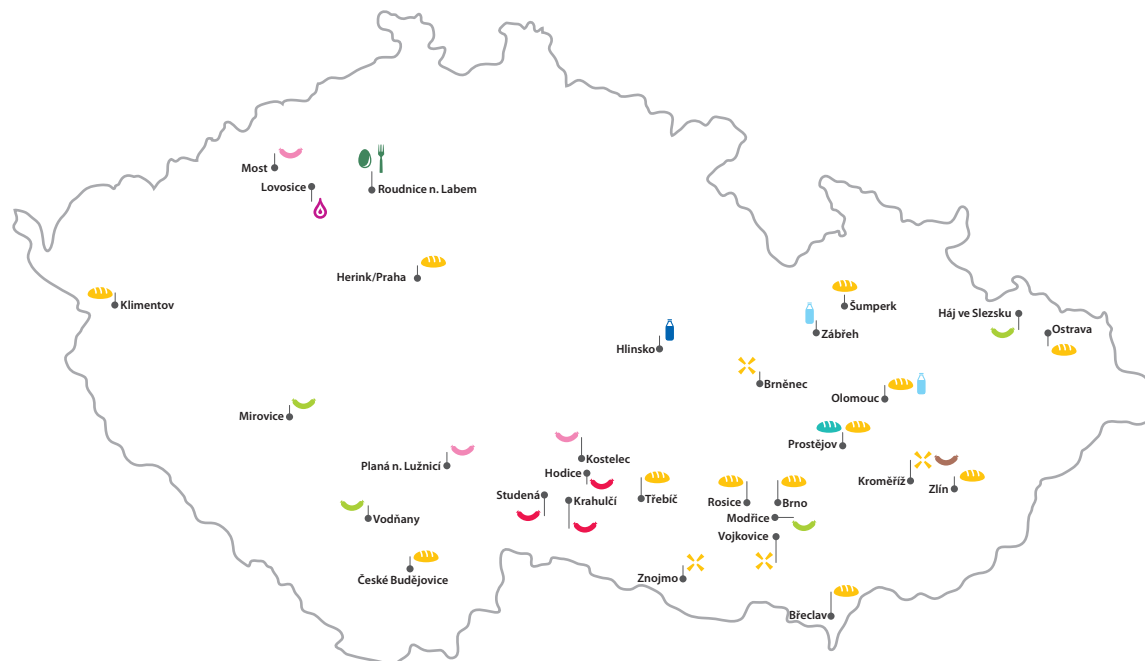 Most
Lovosice
Roudnice n. Labem
Herink/Praha
Klimentov
Šumperk
Háj ve Slezsku
Ostrava
Zábřeh
Hlinsko
Brněnec
Olomouc
Mirovice
Prostějov
Planá n. Lužnicí
Kostelec
Hodice
Kroměříž
Zlín
Studená
Krahulčí
Třebíč
Rosice
Brno
Vodňany
Modřice
Vojkovice
České Budějovice
Znojmo
Břeclav